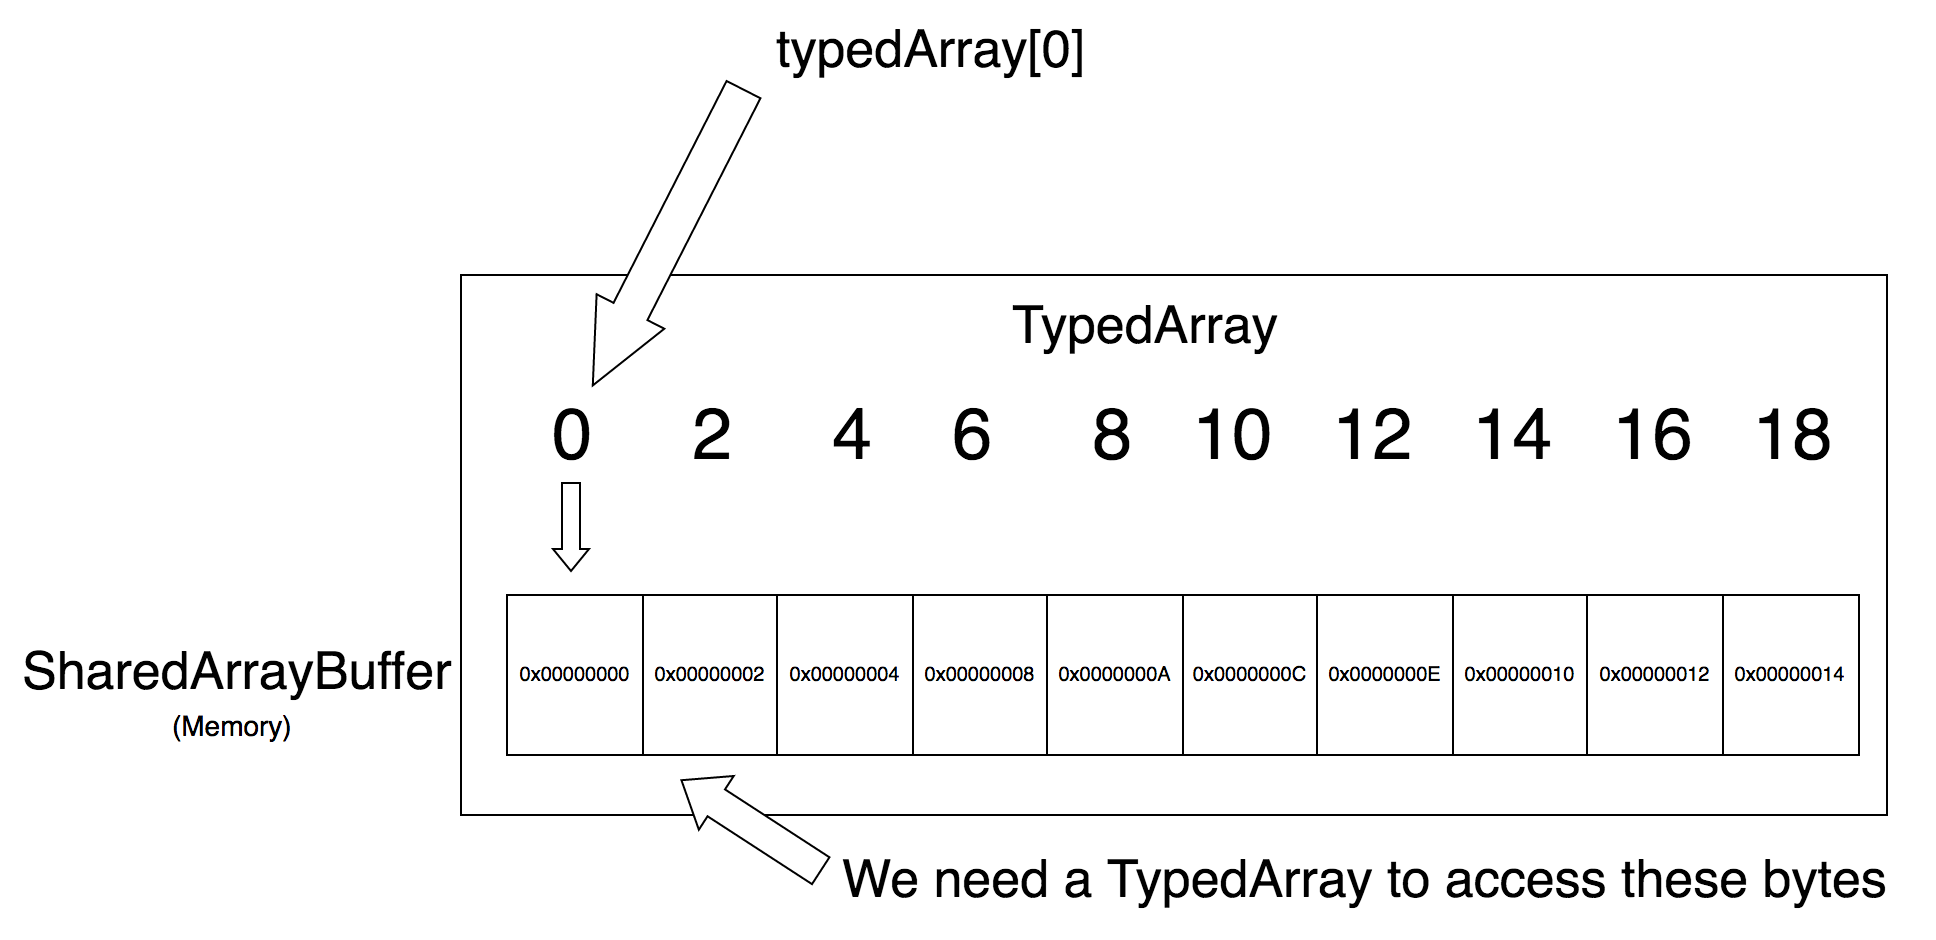 typedArray[0]
TypedArray
0 2 4 6 8 10 12 14 16 18
SharedArrayBuffer
(Memory)
0x00000000 0x00000002 0x00000004 0x00000008 0x0000000A 0x0000000C 0x0000000E 0x00000010 0x00000012 0x00000014
We need a TypedArray to access these bytes